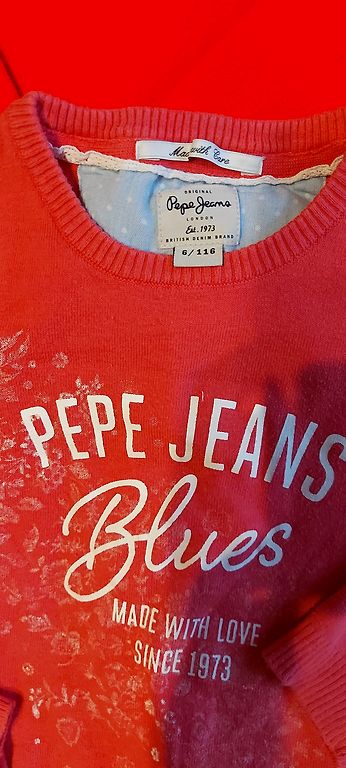 Made with Care
ORIGINAL
Pepe Jeans
LONDON
Est. 1973
BRITISH DENIM BRAND
6/116
PEPE JEANS
Blues
MADE WITH LOVE
SINCE 1973